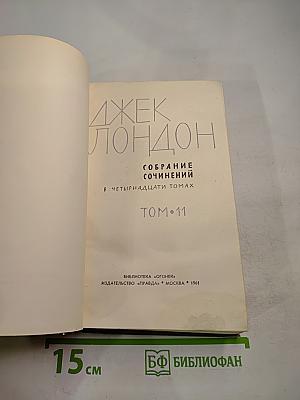 ДЖЕК
ЛОНДОН
СОБРАНИЕ
СОЧИНЕНИЙ
В ЧЕТЫРНАДЦАТИ ТОМАХ
ТОМ•11
БИБЛИОТЕКА «ОГОНЕК»
ИЗДАТЕЛЬСТВО «ПРАВДА» * МОСКВА * 1961
15 см
БФ БИБЛИОФАН